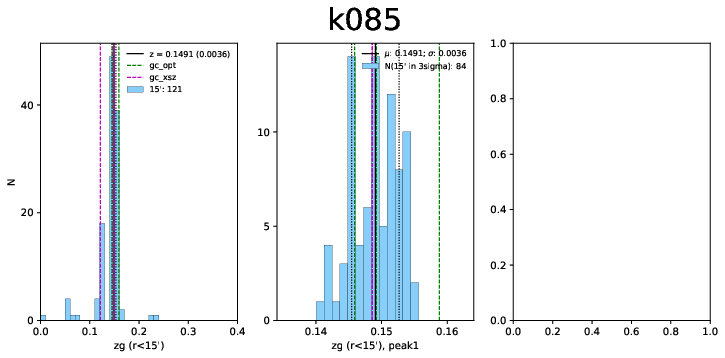 k085
z = 0.1491 (0.0036)
gc_opt
gc_xsz
15': 121
N
40
20
0
0.0 0.1 0.2 0.3 0.4
zg (r<15')
μ: 0.1491; σ: 0.0036
N(15' in 3sigma): 84
10
5
0
0.14 0.15 0.16
zg (r<15'), peak1
1.0
0.8
0.6
0.4
0.2
0.0
0.0 0.2 0.4 0.6 0.8 1.0